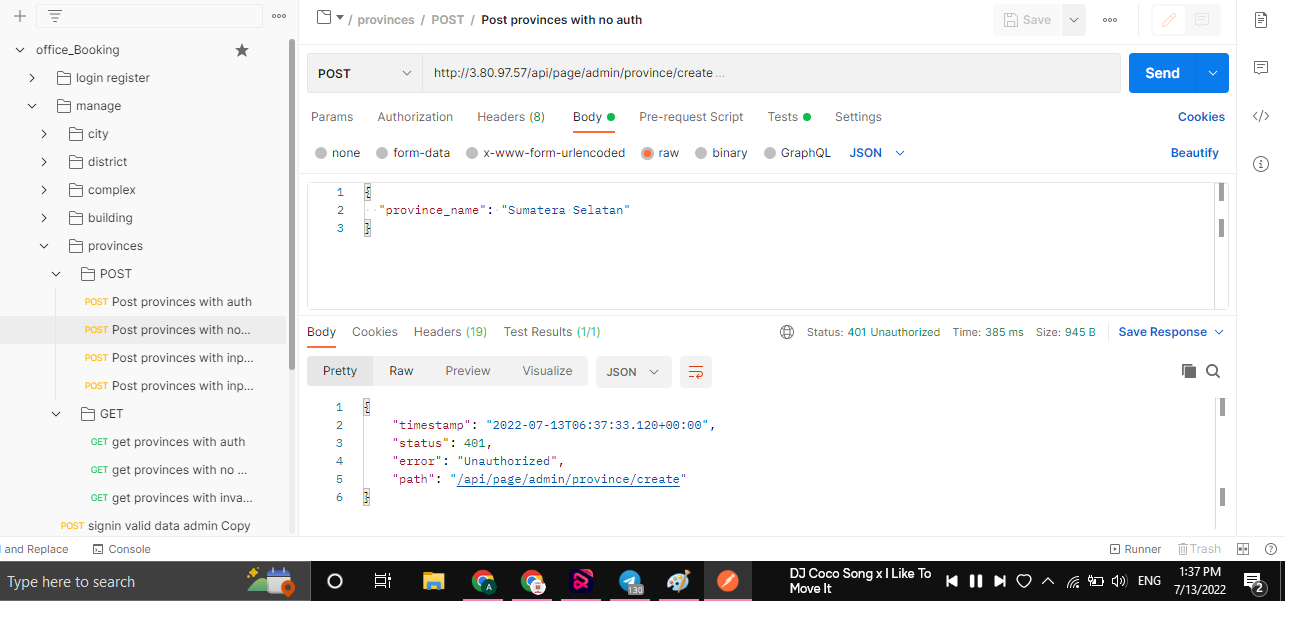 / provinces / POST / Post provinces with no auth
Save
office_Booking
login register
manage
city
district
complex
building
provinces
POST
POST Post provinces with auth
POST Post provinces with no...
POST Post provinces with inp...
POST Post provinces with inp...
GET
GET get provinces with auth
GET get provinces with no ...
GET get provinces with inva...
POST signin valid data admin Copy
POST
http://3.80.97.57/api/page/admin/province/create ...
Send
Params Authorization Headers (8) Body Pre-request Script Tests Settings Cookies
none form-data x-www-form-urlencoded raw binary GraphQL JSON Beautify
1 {
2 "province_name": "Sumatera Selatan"
3 }
Body Cookies Headers (19) Test Results (1/1) Status: 401 Unauthorized Time: 385 ms Size: 945 B Save Response
Pretty Raw Preview Visualize JSON
1 {
2 "timestamp": "2022-07-13T06:37:33.120+00:00",
3 "status": 401,
4 "error": "Unauthorized",
5 "path": "/api/page/admin/province/create"
6 }
and Replace Console Runner Trash
Type here to search
A
130
DJ Coco Song x I Like To
Move It
ENG
1:37 PM
7/13/2022
2